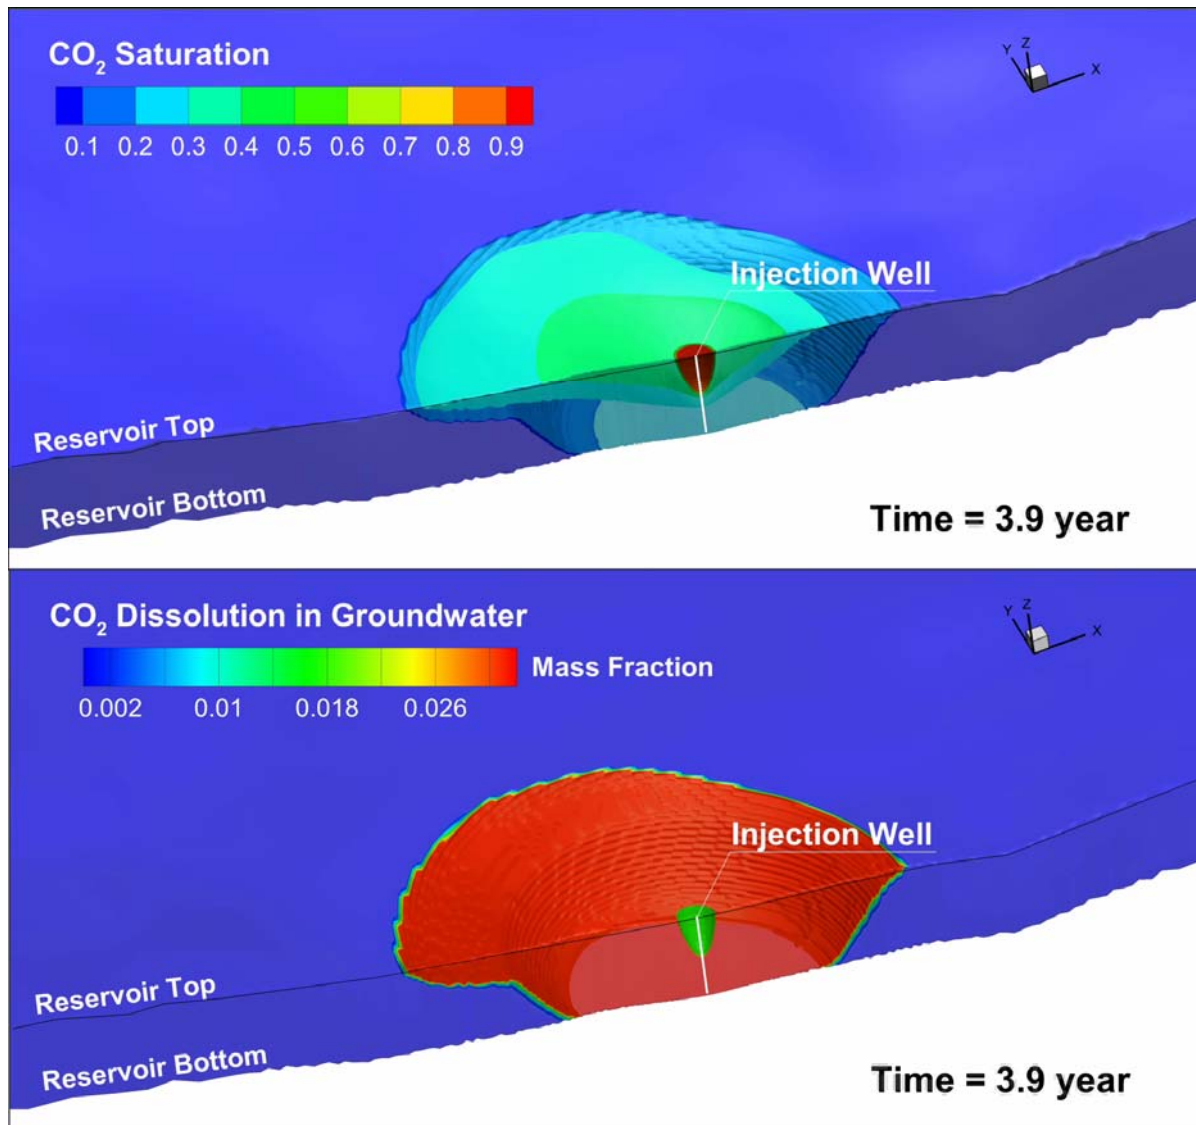 CO₂ Saturation
0.1 0.2 0.3 0.4 0.5 0.6 0.7 0.8 0.9
Y Z X
Injection Well
Reservoir Top
Reservoir Bottom
Time = 3.9 year
CO₂ Dissolution in Groundwater
Mass Fraction
0.002 0.01 0.018 0.026
Y Z X
Injection Well
Reservoir Top
Reservoir Bottom
Time = 3.9 year